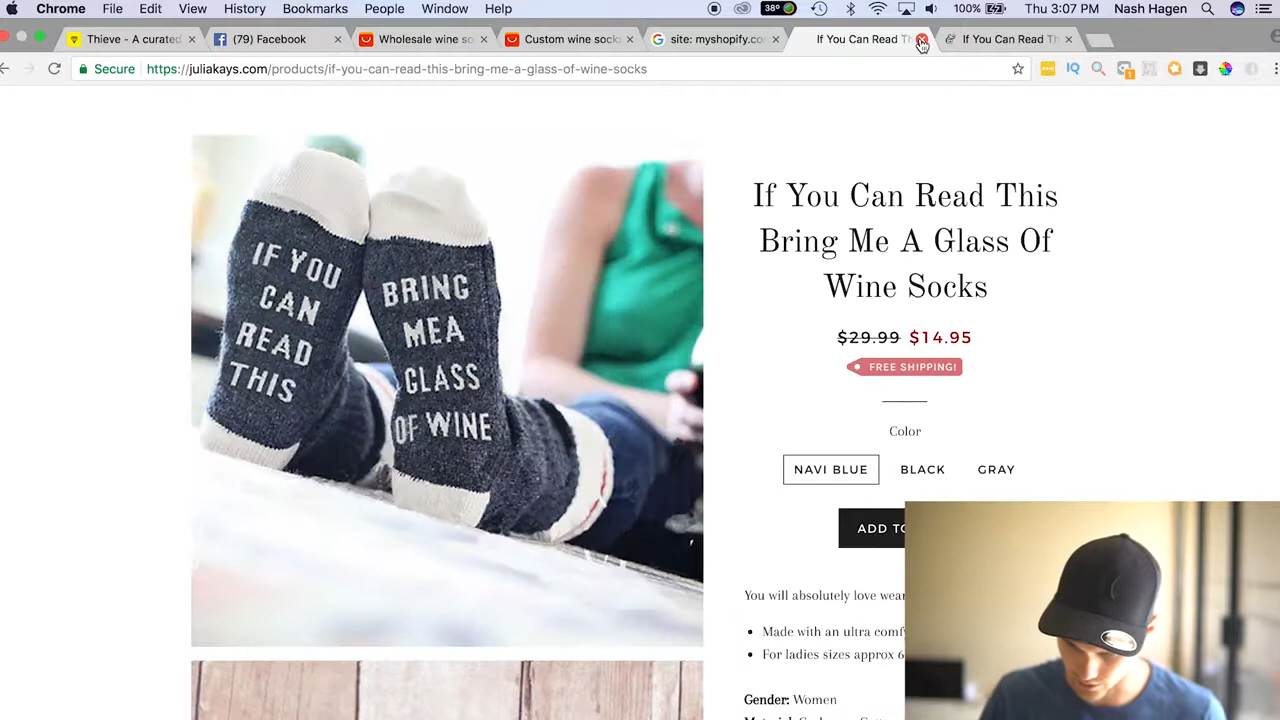 Chrome File Edit View History Bookmarks People Window Help 38° 100% Thu 3:07 PM Nash Hagen
Thieve - A curated (79) Facebook Wholesale wine so Custom wine socks site: myshopify.co If You Can Read Th If You Can Read Th
Secure https://juliakays.com/products/if-you-can-read-this-bring-me-a-glass-of-wine-socks
IF YOU
CAN
READ
THIS
BRING
MEA
GLASS
OF WINE
If You Can Read This
Bring Me A Glass Of
Wine Socks
$29.99 $14.95
FREE SHIPPING!
Color
NAVI BLUE BLACK GRAY
ADD TO
You will absolutely love wear
• Made with an ultra comf
• For ladies sizes approx 6
Gender: Women